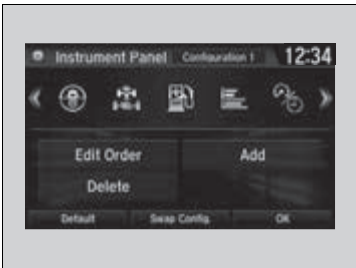 Instrument Panel Configuration 1 12:34
Edit Order Add
Delete
Default Swap Config. OK